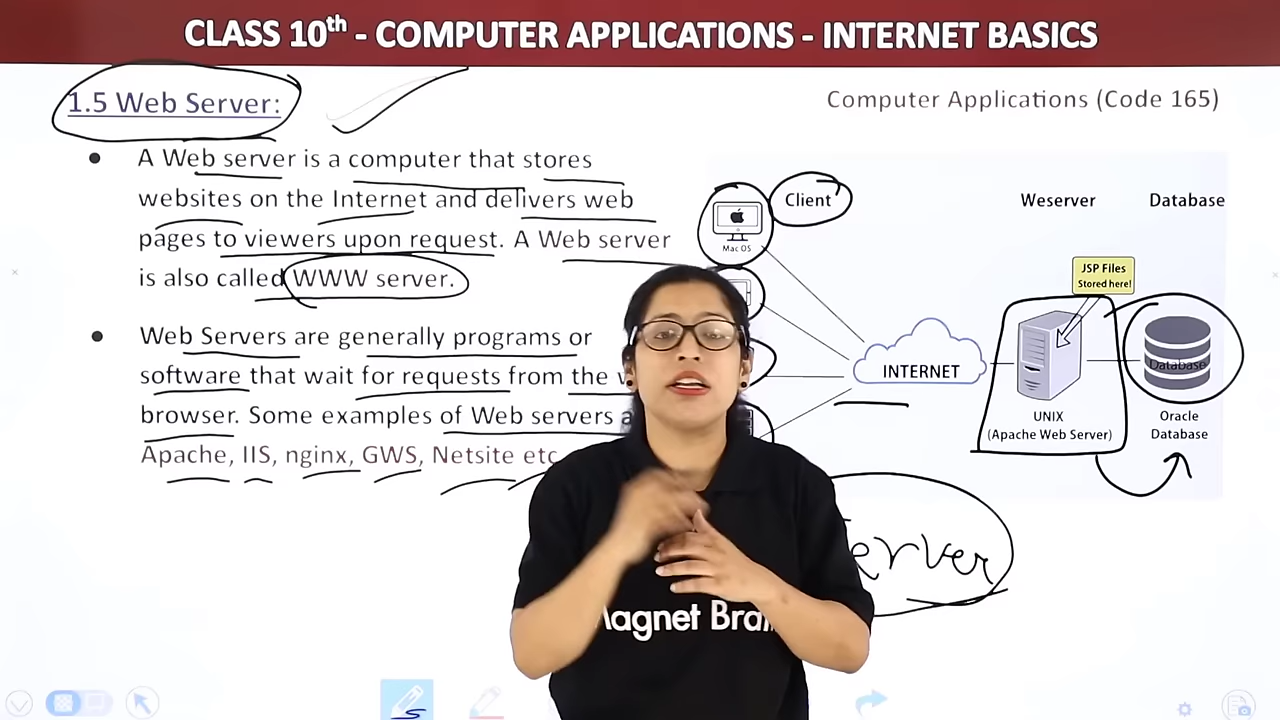 CLASS 10th - COMPUTER APPLICATIONS - INTERNET BASICS
1.5 Web Server:
Computer Applications (Code 165)
• A Web server is a computer that stores
websites on the Internet and delivers web
pages to viewers upon request. A Web server
is also called WWW server.
• Web Servers are generally programs or
software that wait for requests from the
browser. Some examples of Web servers
Apache, IIS, nginx, GWS, Netsite etc
Client
Mac OS
INTERNET
Weserver
JSP Files
Stored here!
UNIX
(Apache Web Server)
Database
Database
Oracle
Database
erver
agnet Bra